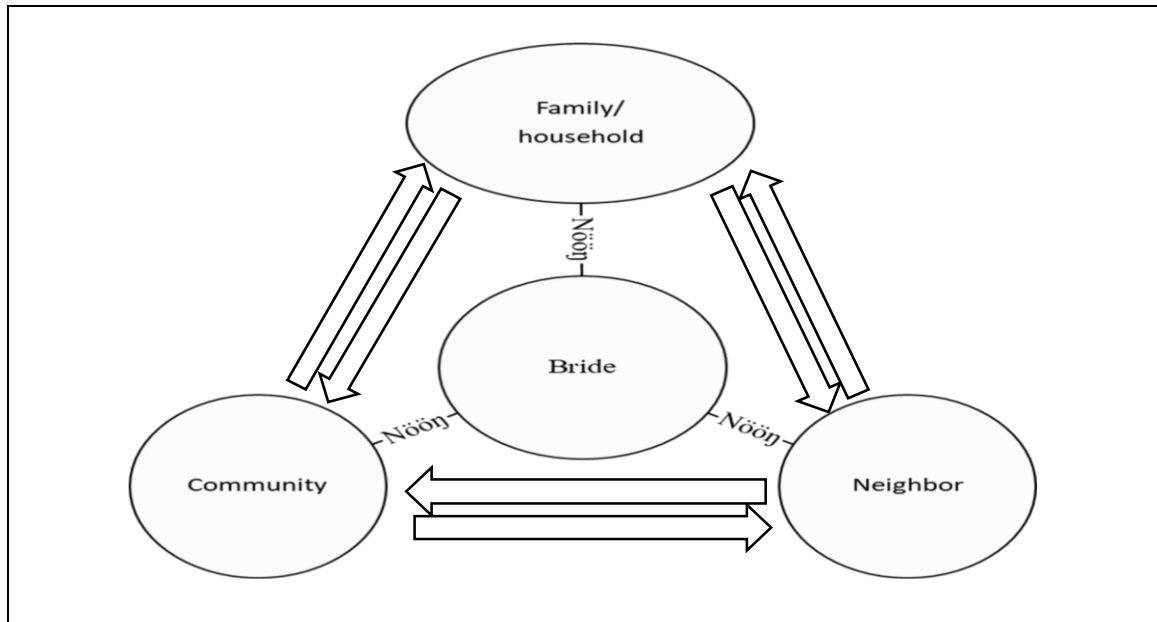 Family/
household
Nööŋ
Bride
Nööŋ
Nööŋ
Community
Neighbor